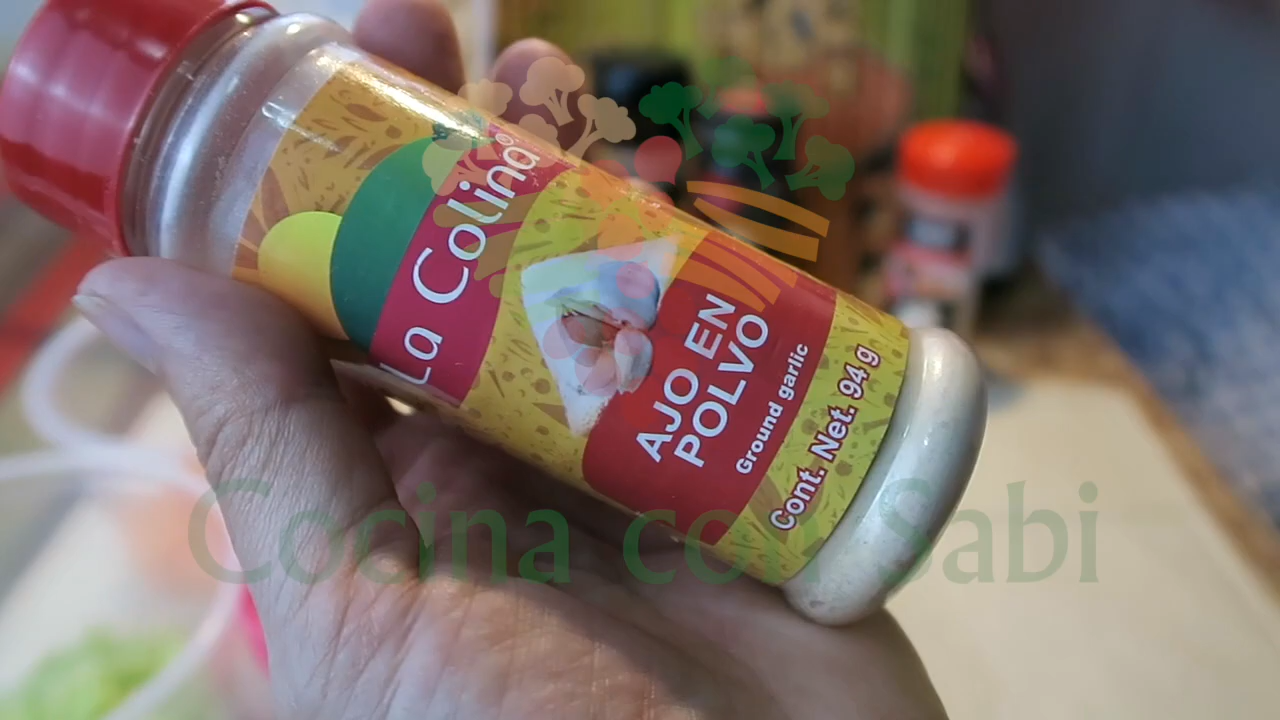 La Colina®
AJO EN
POLVO
Ground garlic
Cont. Net. 94 g
Cocina con Sabi